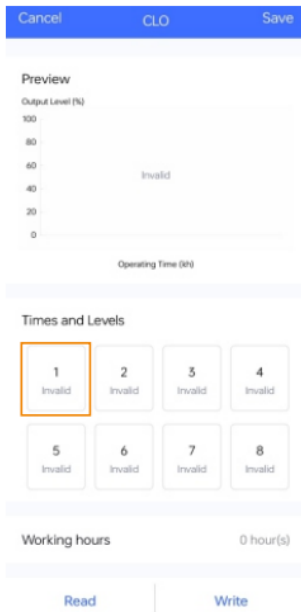 Cancel CLO Save
Preview
Output Level (%)
100
80
60
Invalid
40
20
0
Operating Time (kh)
Times and Levels
1 2 3 4
Invalid Invalid Invalid Invalid
5 6 7 8
Invalid Invalid Invalid Invalid
Working hours 0 hour(s)
Read Write